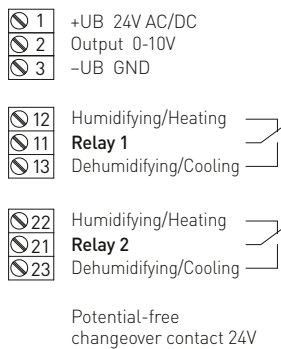 1 +UB 24V AC/DC
2 Output 0-10V
3 –UB GND
12 Humidifying/Heating
11 Relay 1
13 Dehumidifying/Cooling
22 Humidifying/Heating
21 Relay 2
23 Dehumidifying/Cooling
Potential-free
changeover contact 24V